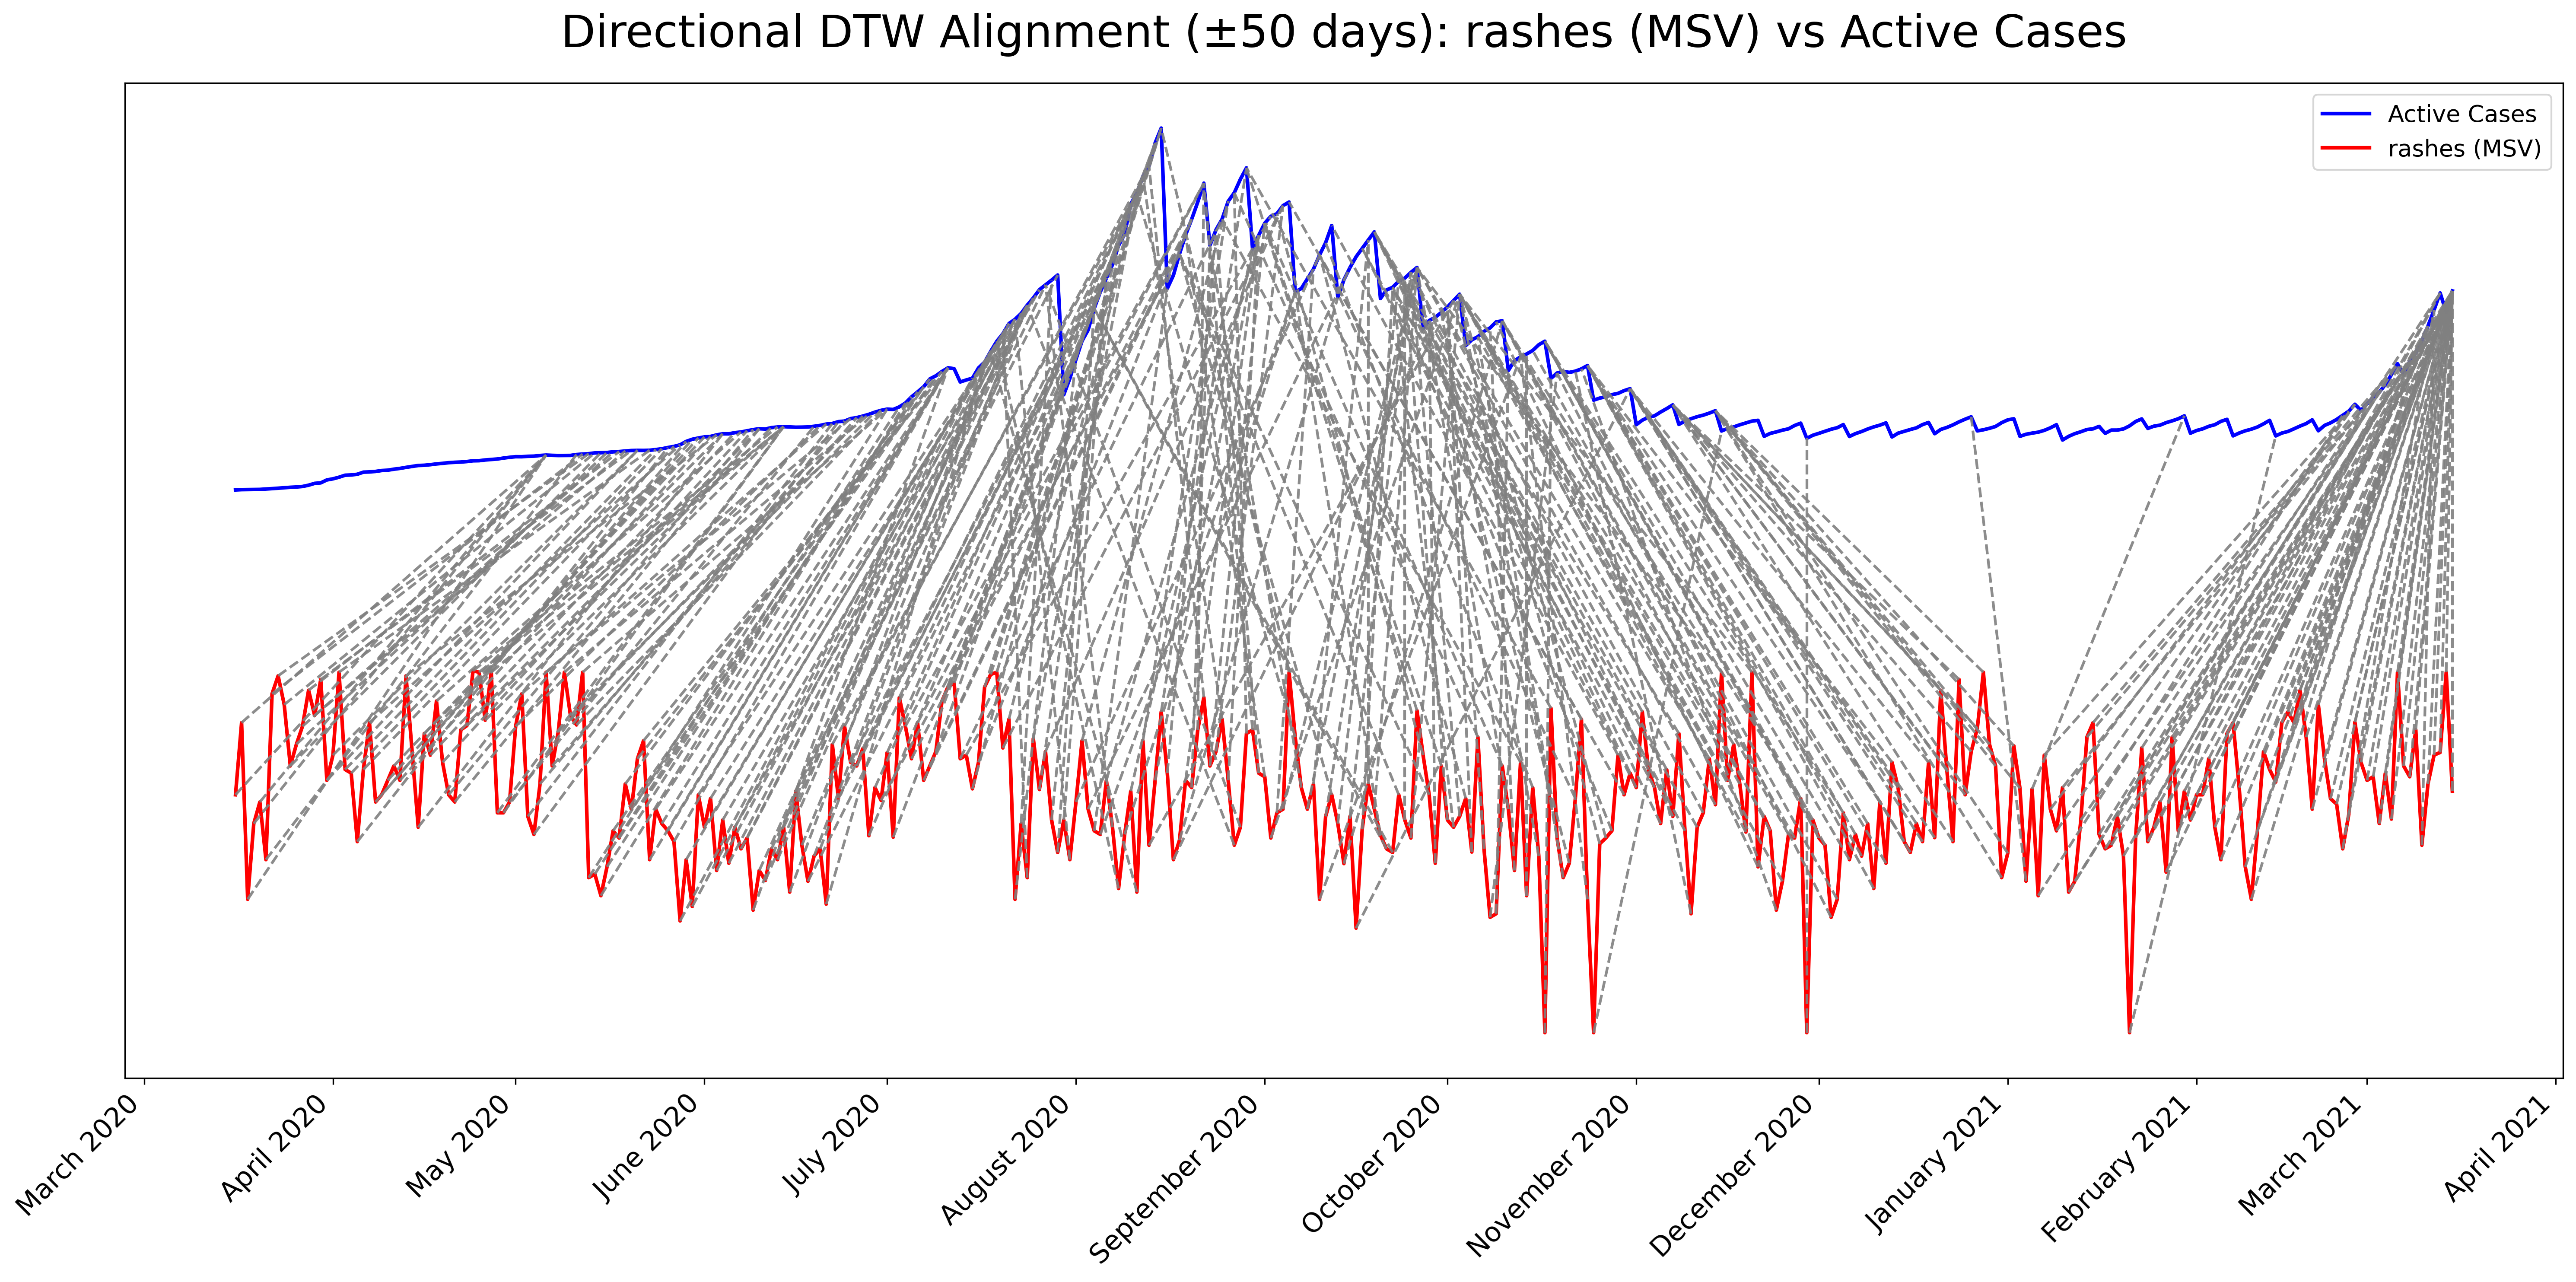 Directional DTW Alignment (±50 days): rashes (MSV) vs Active Cases
Active Cases
rashes (MSV)
March 2020
April 2020
May 2020
June 2020
July 2020
August 2020
September 2020
October 2020
November 2020
December 2020
January 2021
February 2021
March 2021
April 2021